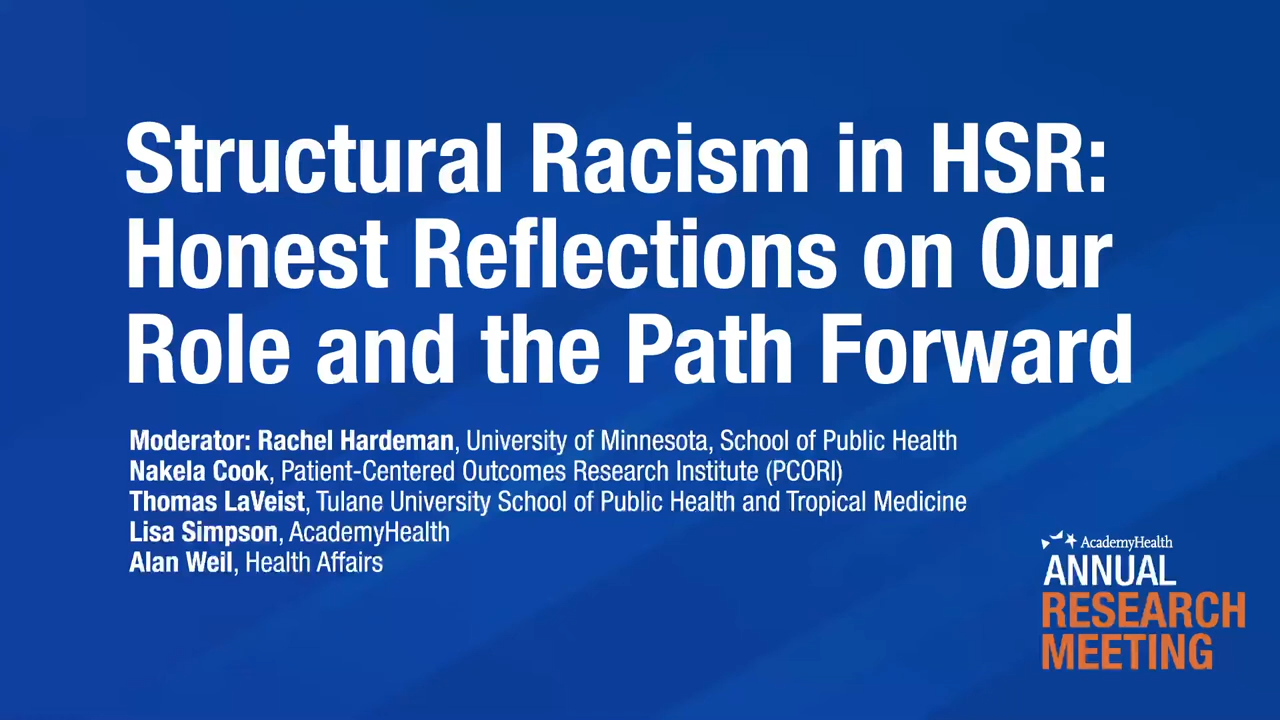 Structural Racism in HSR:
Honest Reflections on Our
Role and the Path Forward
Moderator: Rachel Hardeman, University of Minnesota, School of Public Health
Nakela Cook, Patient-Centered Outcomes Research Institute (PCORI)
Thomas LaVeist, Tulane University School of Public Health and Tropical Medicine
Lisa Simpson, AcademyHealth
Alan Weil, Health Affairs
AcademyHealth
ANNUAL
RESEARCH
MEETING